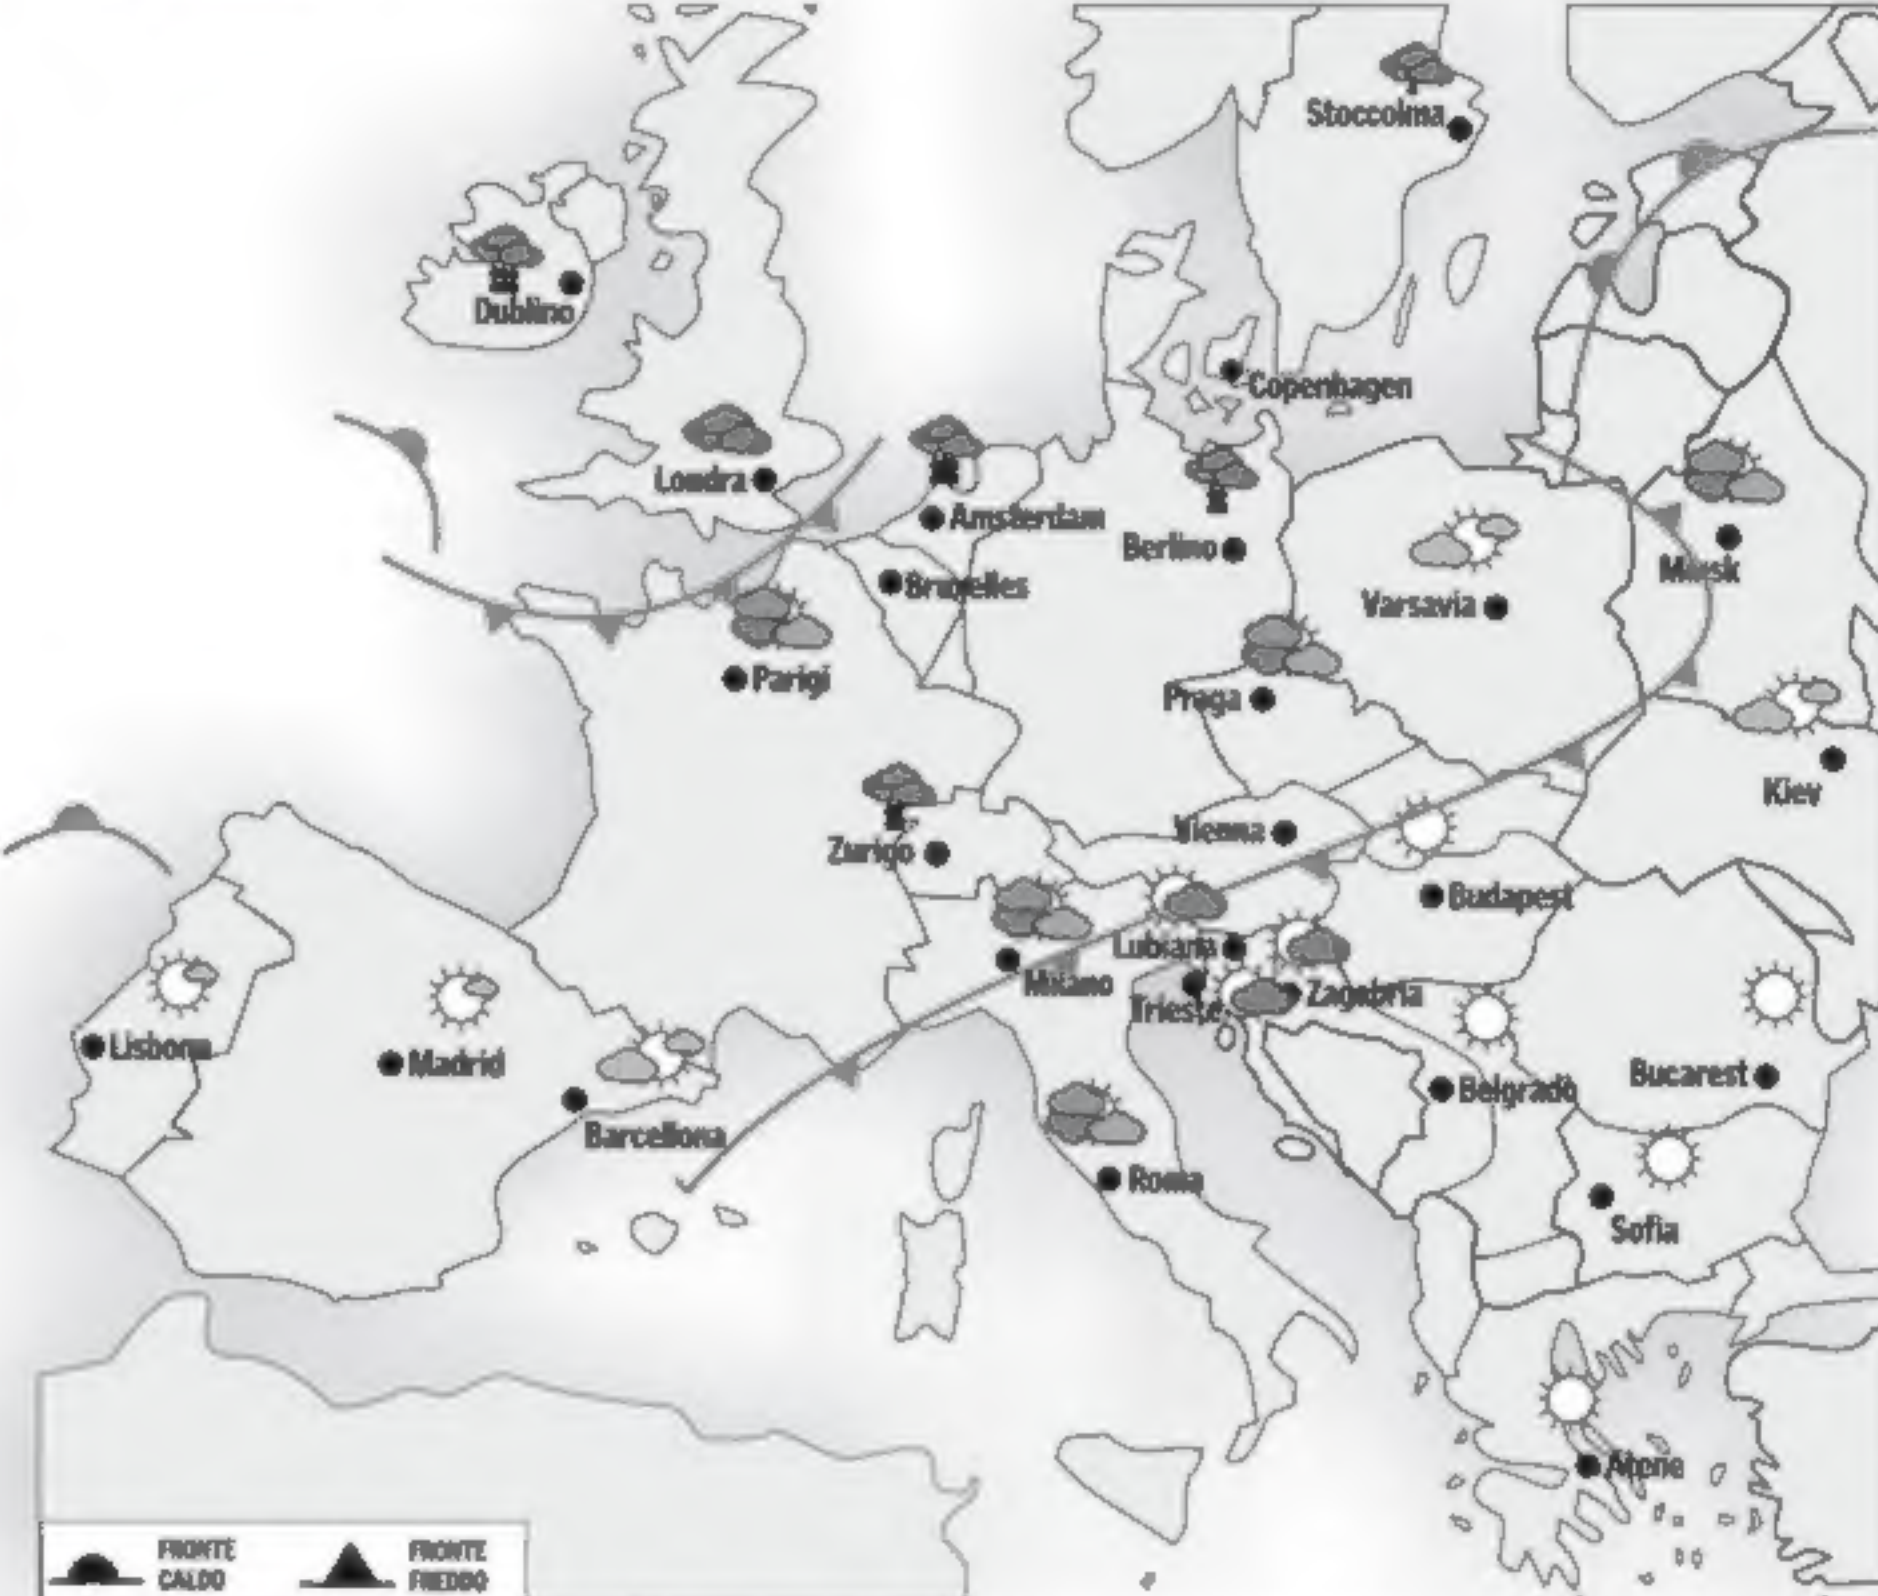 Stoccolma
Dublino
Copenhagen
Londra
Amsterdam
Berlino
Bruxelles
Minsk
Varsavia
Parigi
Praga
Kiev
Vienna
Zurigo
Budapest
Lubiana
Milano
Trieste
Zagabria
Lisbona
Madrid
Belgrado
Bucarest
Barcellona
Roma
Sofia
Atene
FRONTE
CALDO
FRONTE
FREDDO